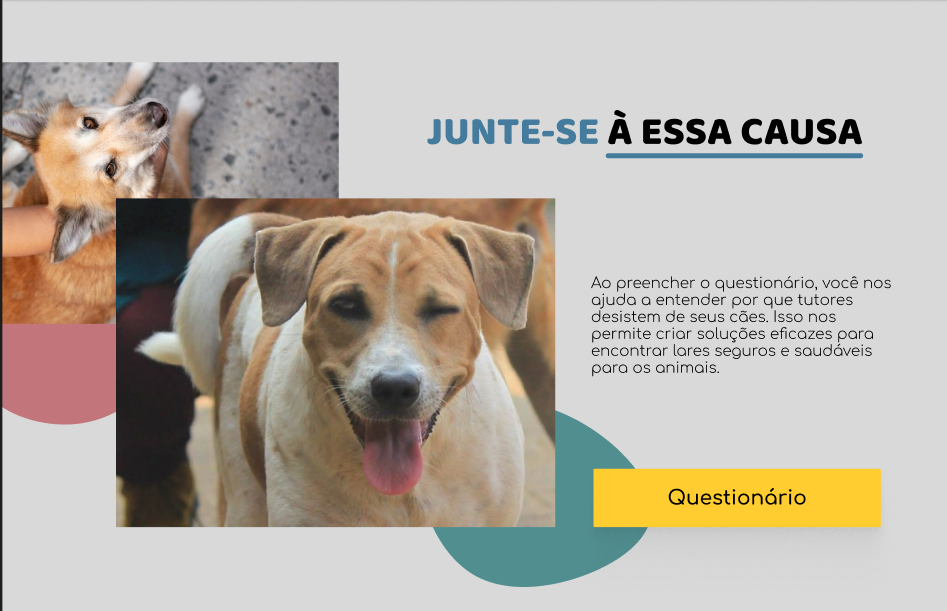 JUNTE-SE À ESSA CAUSA
Ao preencher o questionário, você nos
ajuda a entender por que tutores
desistem de seus cães. Isso nos
permite criar soluções eficazes para
encontrar lares seguros e saudáveis
para os animais.
Questionário